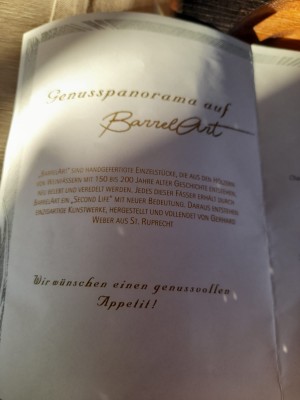 Genusspanorama auf
BarrelArt
„BarrelArt“ sind handgefertigte Einzelstücke, die aus den Hölzern
von Weinfässern mit 150 bis 200 Jahre alter Geschichte entstehen,
neu belebt und veredelt werden. Jedes dieser Fässer erhält durch
BarrelArt ein „Second Life“ mit neuer Bedeutung. Daraus entstehen
einzigartige Kunstwerke, hergestellt und vollendet von Gerhard
Weber aus St. Ruprecht
Wir wünschen einen genussvollen
Appetit!